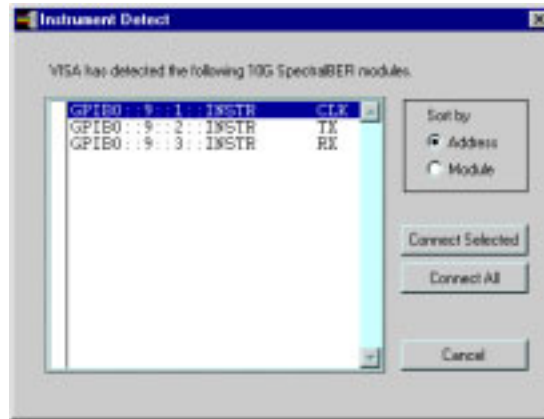 Instrument Detect
VISA has detected the following 10G SpectralBER modules.
GPIB0::9::1::INSTR CLK
GPIB0::9::2::INSTR TX
GPIB0::9::3::INSTR RX
Sort by
Address
Module
Connect Selected
Connect All
Cancel